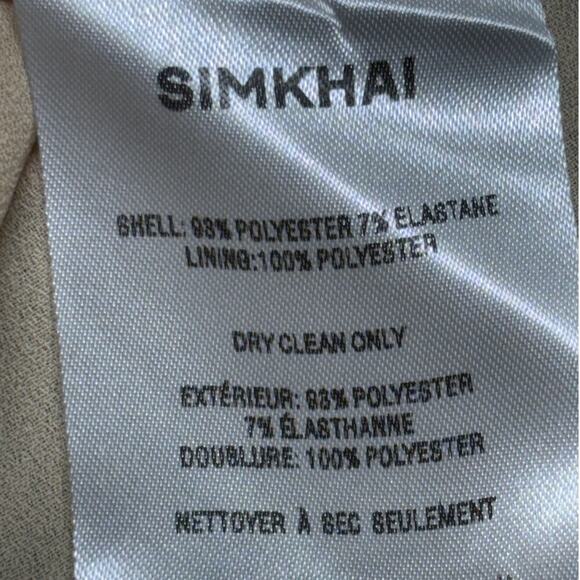 SIMKHAI
SHELL: 93% POLYESTER 7% ELASTANE
LINING:100% POLYESTER
DRY CLEAN ONLY
EXTÉRIEUR: 93% POLYESTER
7% ÉLASTHANNE
DOUBLURE: 100% POLYESTER
NETTOYER À SEC SEULEMENT